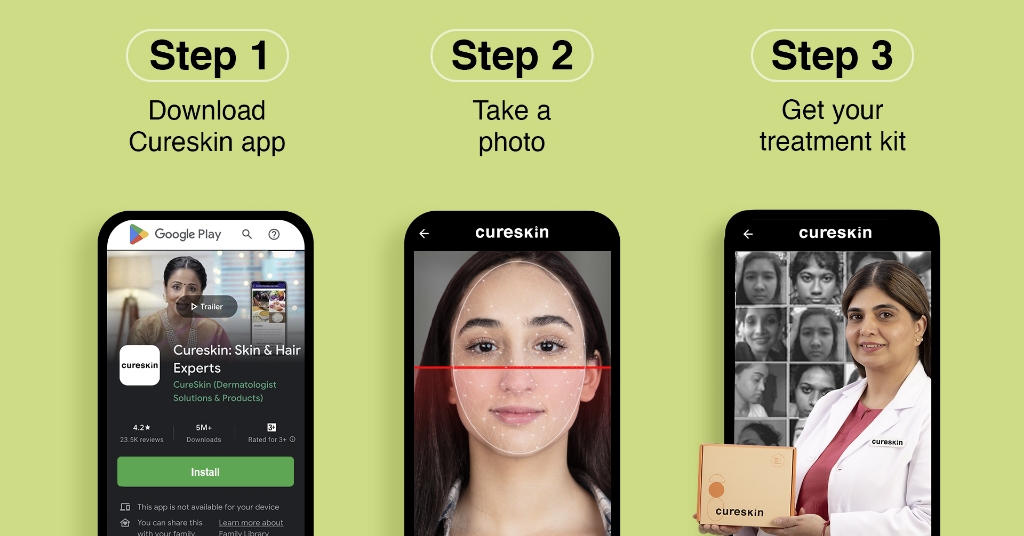 Step 1
Download
Cureskin app
Google Play
Trailer
cureskin
Cureskin: Skin & Hair
Experts
CureSkin (Dermatologist
Solutions & Products)
4.2★
23.5K reviews
5M+
Downloads
3+
Rated for 3+
Install
This app is not available for your device
You can share this
with your family.
Learn more about
Family Library
Step 2
Take a
photo
cureskin
Step 3
Get your
treatment kit
cureskin
cureskin
cureskin